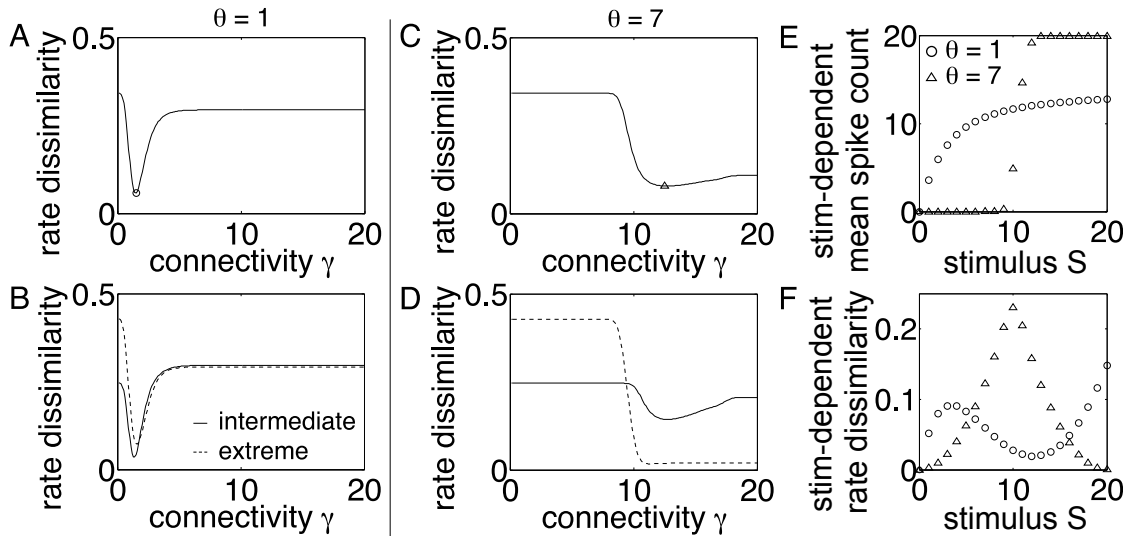 θ = 1
A
0.5
rate dissimilarity
0
0
10
20
connectivity γ
B
0.5
rate dissimilarity
0
intermediate
extreme
0
10
20
connectivity γ
θ = 7
C
0.5
rate dissimilarity
0
0
10
20
connectivity γ
D
0.5
rate dissimilarity
0
0
10
20
connectivity γ
E
stim-dependent
mean spike count
20
10
0
θ = 1
θ = 7
0
10
20
stimulus S
F
stim-dependent
rate dissimilarity
0.2
0.1
0
0
10
20
stimulus S